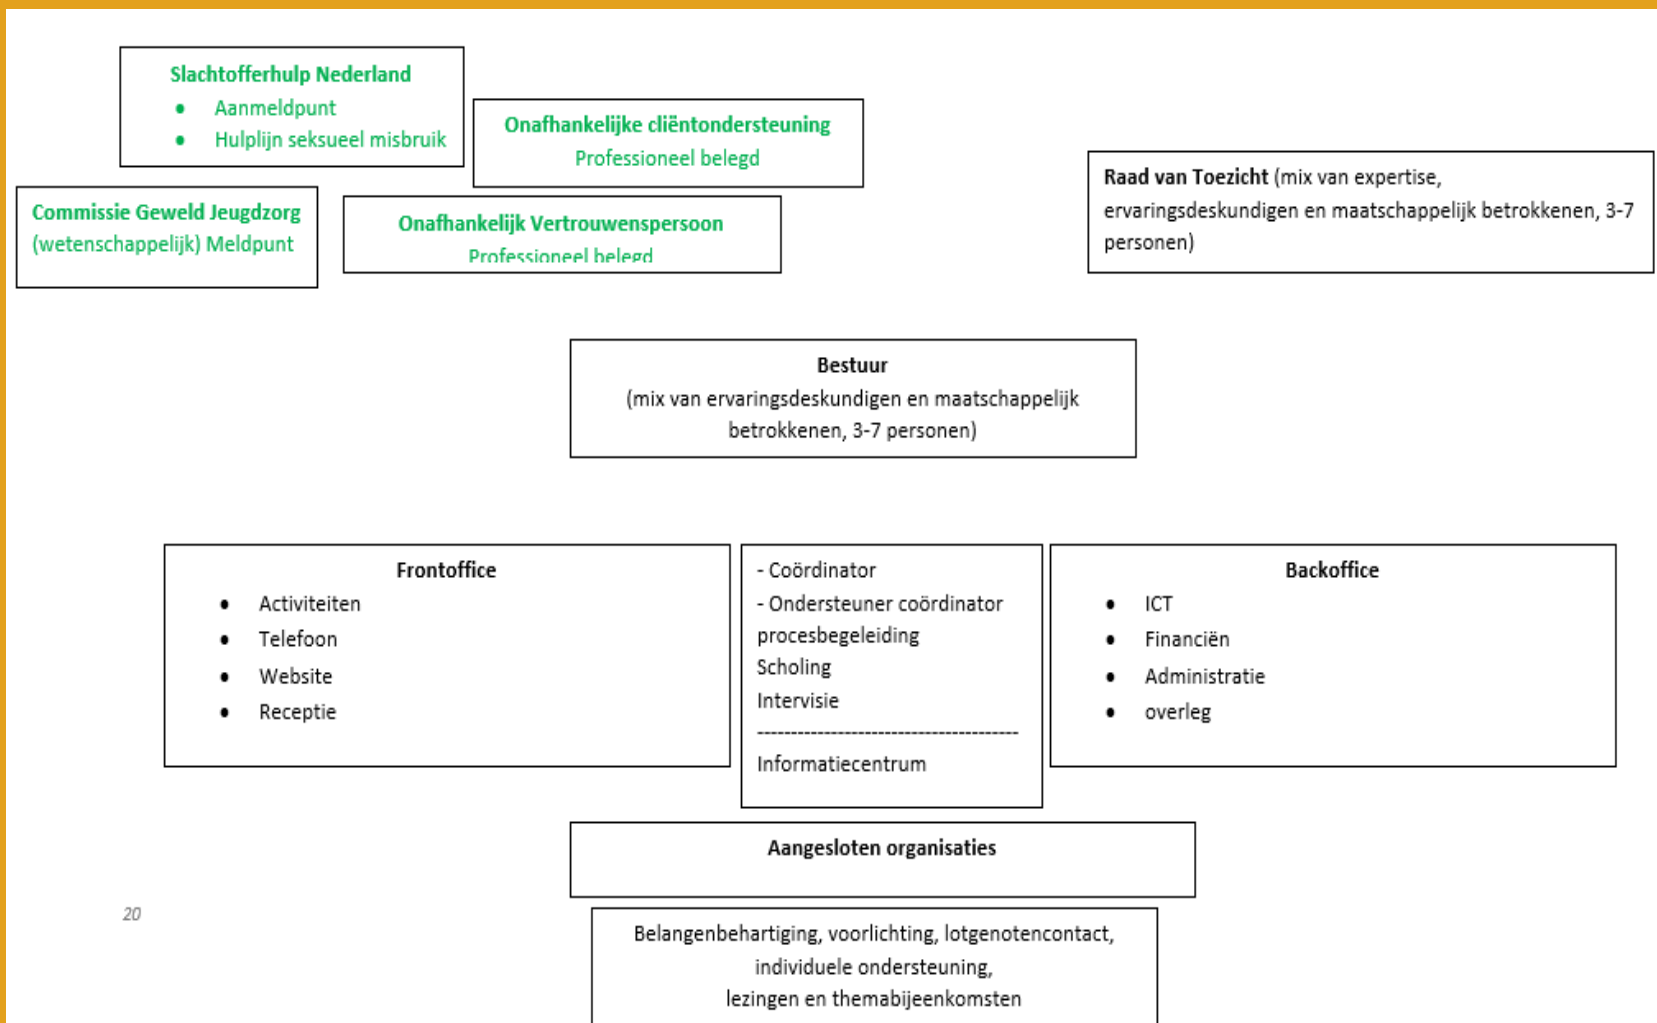 Slachtofferhulp Nederland
• Aanmeldpunt
• Hulplijn seksueel misbruik
Onafhankelijke cliëntondersteuning
Professioneel belegd
Commissie Geweld Jeugdzorg
(wetenschappelijk) Meldpunt
Onafhankelijk Vertrouwenspersoon
Professioneel belegd
Raad van Toezicht (mix van expertise,
ervaringsdeskundigen en maatschappelijk betrokkenen, 3-7
personen)
Bestuur
(mix van ervaringsdeskundigen en maatschappelijk
betrokkenen, 3-7 personen)
Frontoffice
• Activiteiten
• Telefoon
• Website
• Receptie
- Coördinator
- Ondersteuner coördinator
procesbegeleiding
Scholing
Intervisie
---------------------------------------
Informatiecentrum
Backoffice
• ICT
• Financiën
• Administratie
• overleg
Aangesloten organisaties
20
Belangenbehartiging, voorlichting, lotgenotencontact,
individuele ondersteuning,
lezingen en themabijeenkomsten